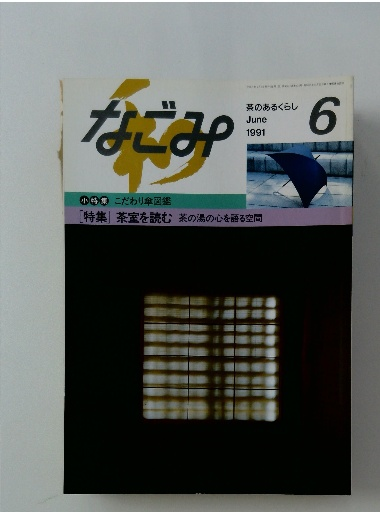 なごみ
和
茶のあるくらし
June
1991
6
小特集 こだわり傘図鑑
[特集] 茶室を読む 茶の湯の心を語る空間